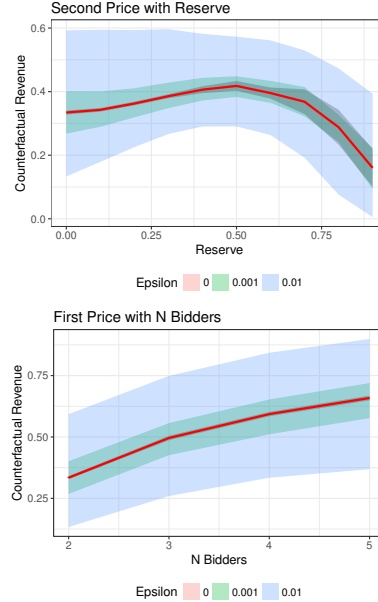 Second Price with Reserve
Counterfactual Revenue
0.6
0.4
0.2
0.0
0.00 0.25 0.50 0.75
Reserve
Epsilon 0 0.001 0.01
First Price with N Bidders
Counterfactual Revenue
0.75
0.50
0.25
2 3 4 5
N Bidders
Epsilon 0 0.001 0.01